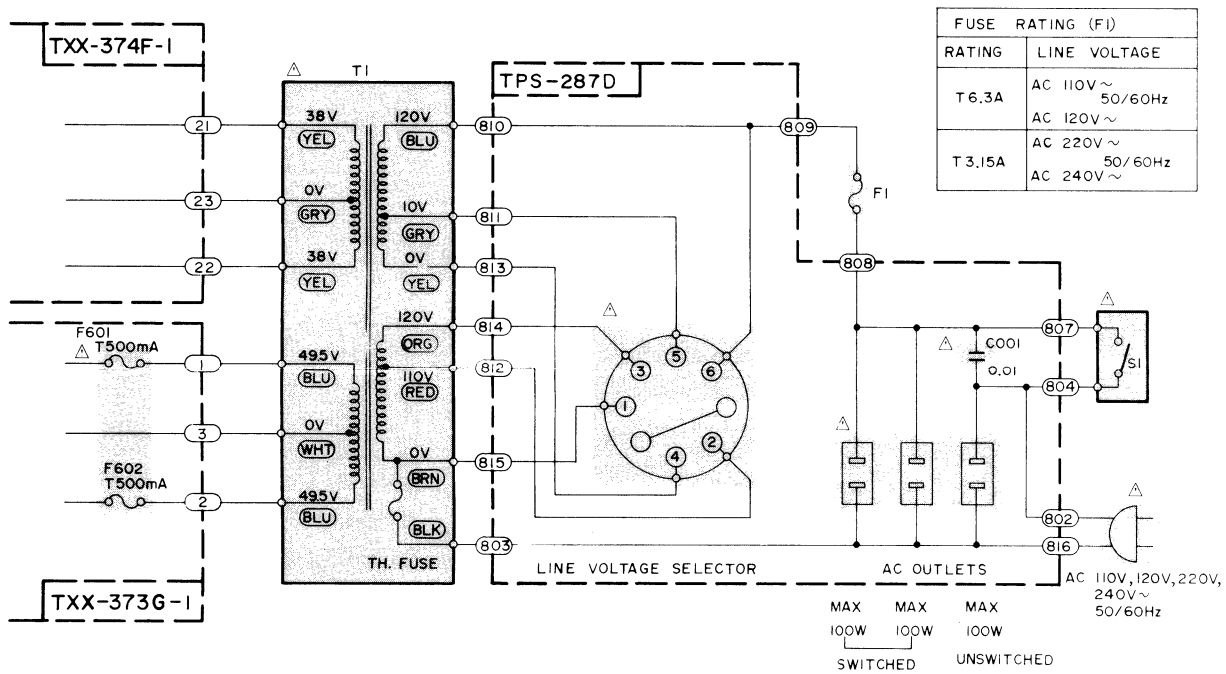 TXX-374F-1
T1
TPS-287D
FUSE RATING (F1)
RATING LINE VOLTAGE
T6.3A
AC 110V~
50/60Hz
AC 120V~
T3.15A
AC 220V~
50/60Hz
AC 240V~
21
38V
YEL
120V
BLU
810
809
F1
23
0V
GRY
10V
GRY
811
22
38V
YEL
0V
YEL
813
808
F601
T500mA
1
49.5V
BLU
120V
ORG
814
110V
RED
812
3
0V
WHT
0V
BRN
815
F602
T500mA
2
49.5V
BLU
BLK
803
TH. FUSE
3
5
6
1
2
4
C001
0.01
807
804
S1
802
816
LINE VOLTAGE SELECTOR
AC OUTLETS
AC 110V, 120V, 220V,
240V~
50/60Hz
TXX-373G-1
MAX MAX MAX
100W 100W 100W
SWITCHED UNSWITCHED